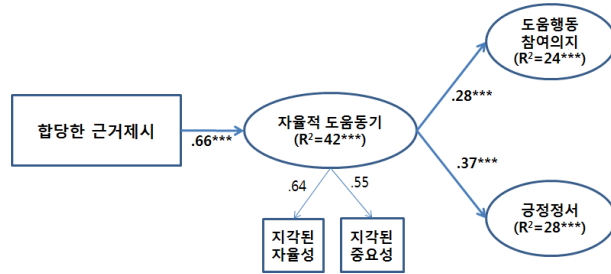 도움행동
참여의지
(R²=24***)
.28***
합당한 근거제시
.66***
자율적 도움동기
(R²=42***)
.37***
.64
.55
지각된
자율성
지각된
중요성
긍정정서
(R²=28***)